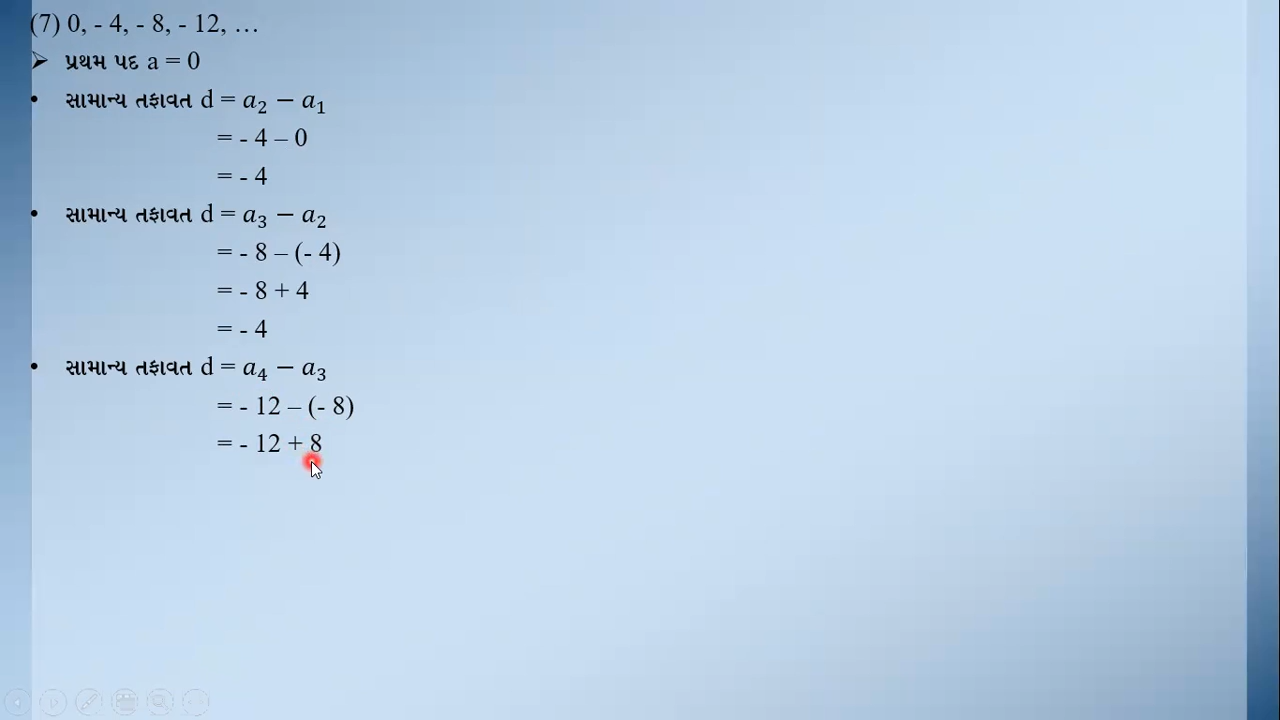 (7) 0, - 4, - 8, - 12, …
➢ પ્રથમ પદ a = 0
• સામાન્ય તફાવત d = a₂ − a₁
= - 4 – 0
= - 4
• સામાન્ય તફાવત d = a₃ − a₂
= - 8 – (- 4)
= - 8 + 4
= - 4
• સામાન્ય તફાવત d = a₄ − a₃
= - 12 – (- 8)
= - 12 + 8